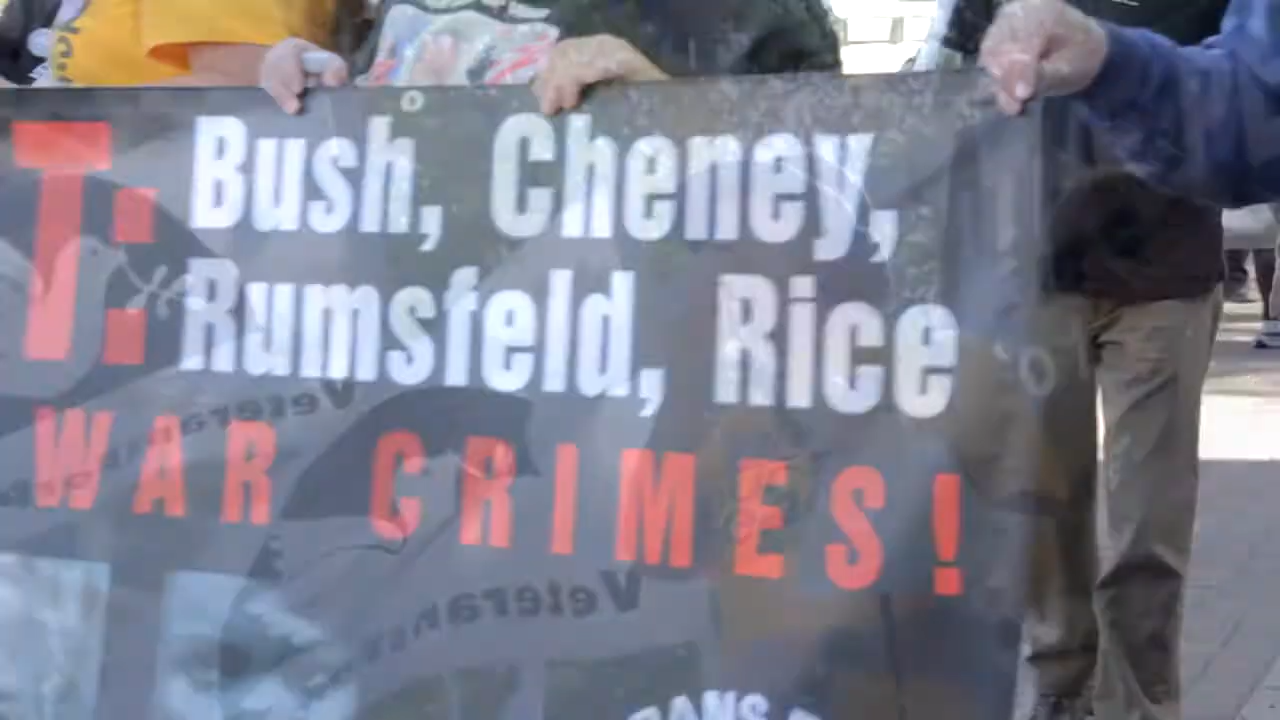 T: Bush, Cheney,
Rumsfeld, Rice
WAR CRIMES!
Veterans
Veterans